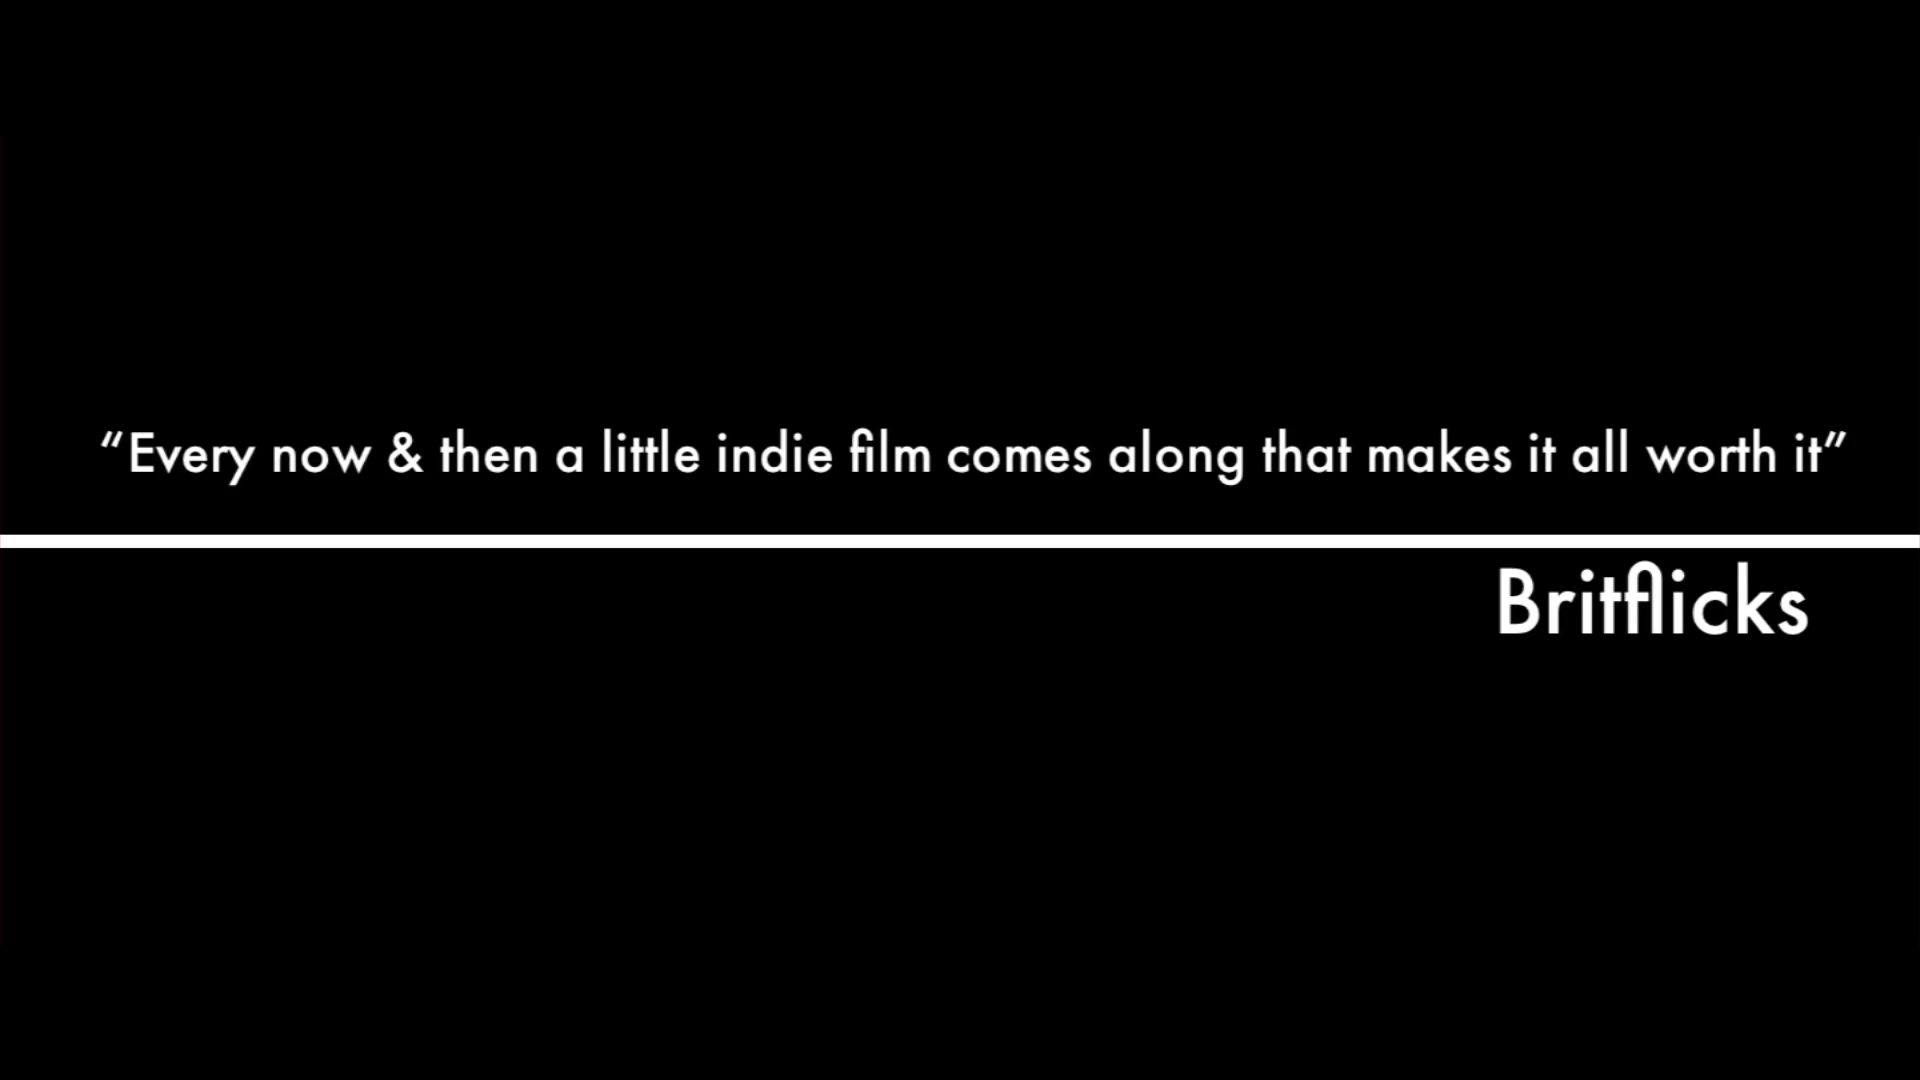 “Every now & then a little indie film comes along that makes it all worth it”
Britflicks